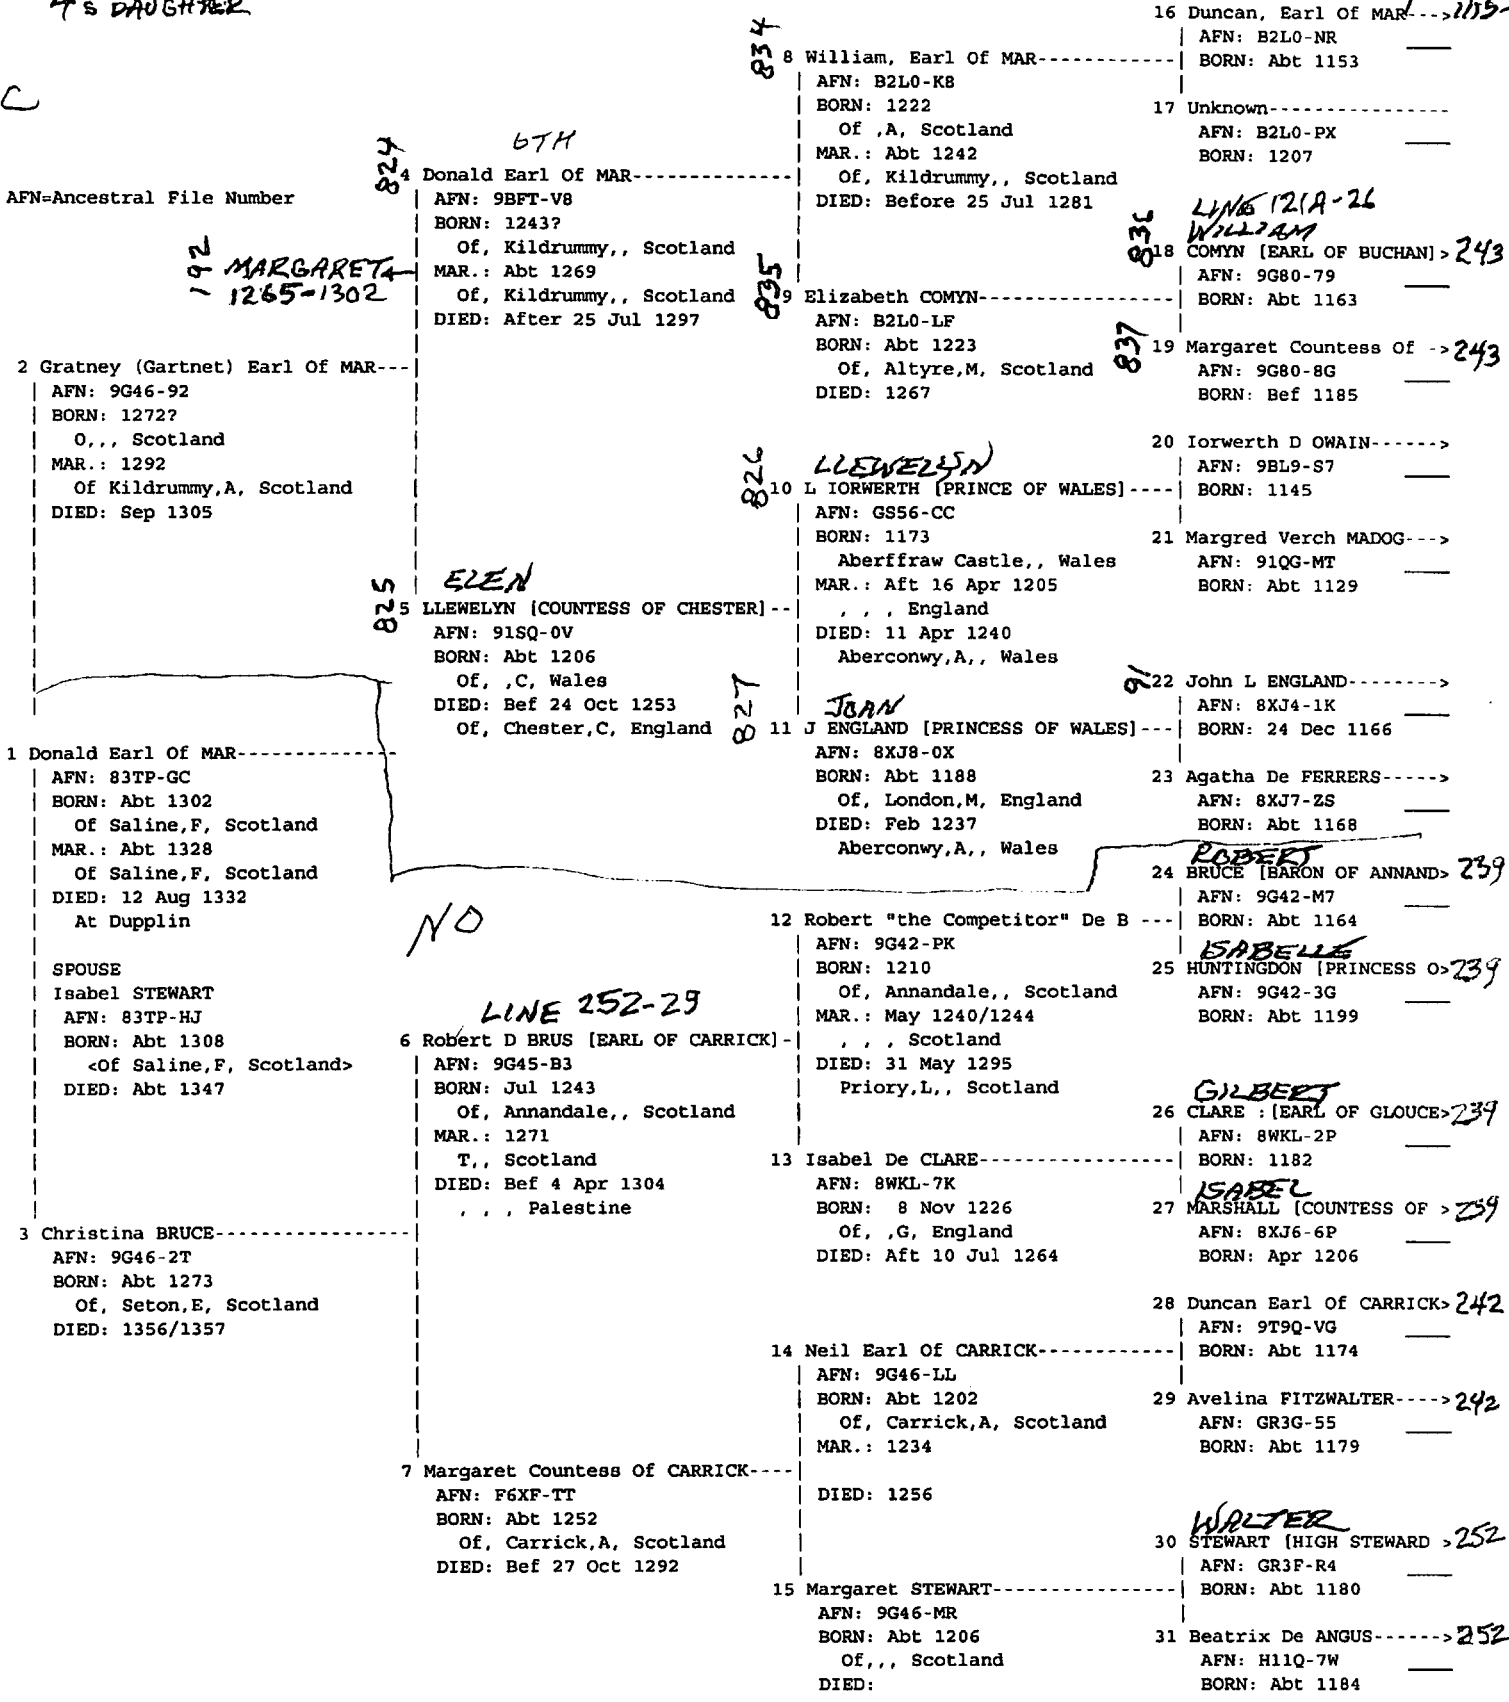 4'S DAUGHTER
C
AFN=Ancestral File Number
192
MARGARET
1265-1302
2 Gratney (Gartnet) Earl Of MAR---
AFN: 9G46-92
BORN: 1272?
O,,, Scotland
MAR.: 1292
Of Kildrummy,A, Scotland
DIED: Sep 1305
1 Donald Earl Of MAR-------------
AFN: 83TP-GC
BORN: Abt 1302
Of Saline,F, Scotland
MAR.: Abt 1328
Of Saline,F, Scotland
DIED: 12 Aug 1332
At Dupplin
SPOUSE
Isabel STEWART
AFN: 83TP-HJ
BORN: Abt 1308
<Of Saline,F, Scotland>
DIED: Abt 1347
3 Christina BRUCE----------------
AFN: 9G46-2T
BORN: Abt 1273
Of, Seton,E, Scotland
DIED: 1356/1357
824
6TH
4 Donald Earl Of MAR-------------
AFN: 9BFT-V8
BORN: 1243?
Of, Kildrummy,, Scotland
MAR.: Abt 1269
Of, Kildrummy,, Scotland
DIED: After 25 Jul 1297
825
ELEN
5 LLEWELYN [COUNTESS OF CHESTER]--
AFN: 91SQ-0V
BORN: Abt 1206
Of, ,C, Wales
DIED: Bef 24 Oct 1253
Of, Chester,C, England
NO
LINE 252-29
6 Robert D BRUS [EARL OF CARRICK]-
AFN: 9G45-B3
BORN: Jul 1243
Of, Annandale,, Scotland
MAR.: 1271
T,, Scotland
DIED: Bef 4 Apr 1304
, , , Palestine
7 Margaret Countess Of CARRICK----
AFN: F6XF-TT
BORN: Abt 1252
Of, Carrick,A, Scotland
DIED: Bef 27 Oct 1292
834
8 William, Earl Of MAR------------
AFN: B2L0-K8
BORN: 1222
Of ,A, Scotland
MAR.: Abt 1242
Of, Kildrummy,, Scotland
DIED: Before 25 Jul 1281
835
9 Elizabeth COMYN-----------------
AFN: B2L0-LF
BORN: Abt 1223
Of, Altyre,M, Scotland
DIED: 1267
826
LLEWELYN
10 L IORWERTH [PRINCE OF WALES]----
AFN: GS56-CC
BORN: 1173
Aberffraw Castle,, Wales
MAR.: Aft 16 Apr 1205
, , , England
DIED: 11 Apr 1240
Aberconwy,A,, Wales
827
JOAN
11 J ENGLAND [PRINCESS OF WALES]---
AFN: 8XJ8-0X
BORN: Abt 1188
Of, London,M, England
DIED: Feb 1237
Aberconwy,A,, Wales
12 Robert "the Competitor" De B ---
AFN: 9G42-PK
BORN: 1210
Of, Annandale,, Scotland
MAR.: May 1240/1244
, , , Scotland
DIED: 31 May 1295
Priory,L,, Scotland
13 Isabel De CLARE-----------------
AFN: 8WKL-7K
BORN: 8 Nov 1226
Of, ,G, England
DIED: Aft 10 Jul 1264
14 Neil Earl Of CARRICK------------
AFN: 9G46-LL
BORN: Abt 1202
Of, Carrick,A, Scotland
MAR.: 1234
DIED: 1256
15 Margaret STEWART----------------
AFN: 9G46-MR
BORN: Abt 1206
Of,,, Scotland
DIED:
16 Duncan, Earl Of MAR--->
AFN: B2L0-NR
BORN: Abt 1153
17 Unknown----------------
AFN: B2L0-PX
BORN: 1207
LINE 121A-26
836
WILLIAM
18 COMYN [EARL OF BUCHAN]> 243
AFN: 9G80-79
BORN: Abt 1163
837
19 Margaret Countess Of -> 243
AFN: 9G80-8G
BORN: Bef 1185
20 Iorwerth D OWAIN------>
AFN: 9BL9-S7
BORN: 1145
21 Margred Verch MADOG--->
AFN: 91QG-MT
BORN: Abt 1129
91
22 John L ENGLAND-------->
AFN: 8XJ4-1K
BORN: 24 Dec 1166
23 Agatha De FERRERS----->
AFN: 8XJ7-ZS
BORN: Abt 1168
ROBERT
24 BRUCE [BARON OF ANNAND> 239
AFN: 9G42-M7
BORN: Abt 1164
ISABELLE
25 HUNTINGDON [PRINCESS O> 239
AFN: 9G42-3G
BORN: Abt 1199
GILBERT
26 CLARE :[EARL OF GLOUCE> 239
AFN: 8WKL-2P
BORN: 1182
ISABEL
27 MARSHALL [COUNTESS OF > 239
AFN: 8XJ6-6P
BORN: Apr 1206
28 Duncan Earl Of CARRICK> 242
AFN: 9T9Q-VG
BORN: Abt 1174
29 Avelina FITZWALTER----> 242
AFN: GR3G-55
BORN: Abt 1179
WALTER
30 STEWART [HIGH STEWARD > 252
AFN: GR3F-R4
BORN: Abt 1180
31 Beatrix De ANGUS------> 252
AFN: H11Q-7W
BORN: Abt 1184